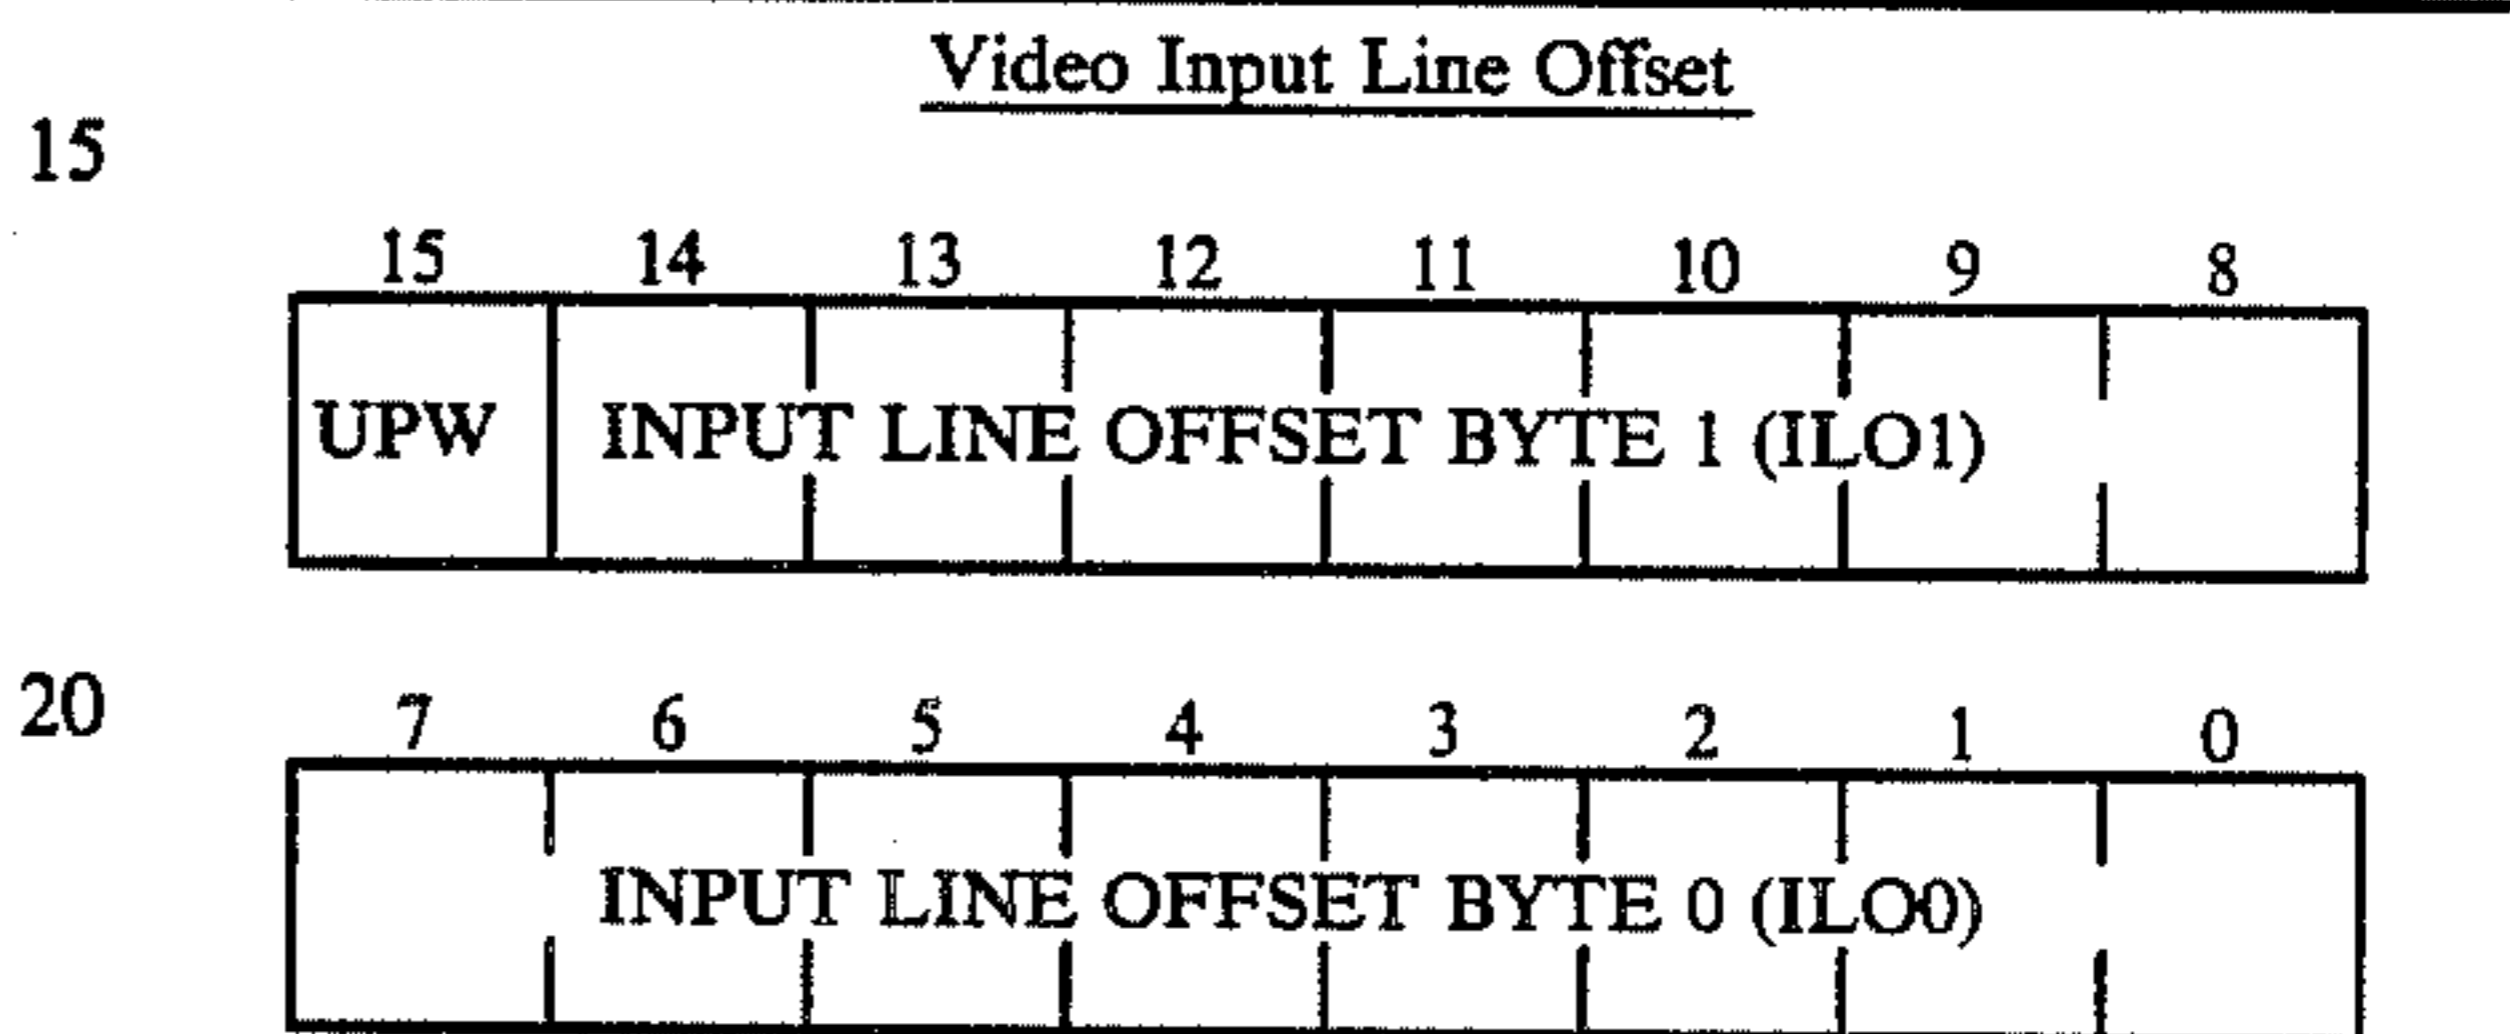 Video Input Line Offset
15
15 14 13 12 11 10 9 8
UPW INPUT LINE OFFSET BYTE 1 (ILO1)
20
7 6 5 4 3 2 1 0
INPUT LINE OFFSET BYTE 0 (ILO0)